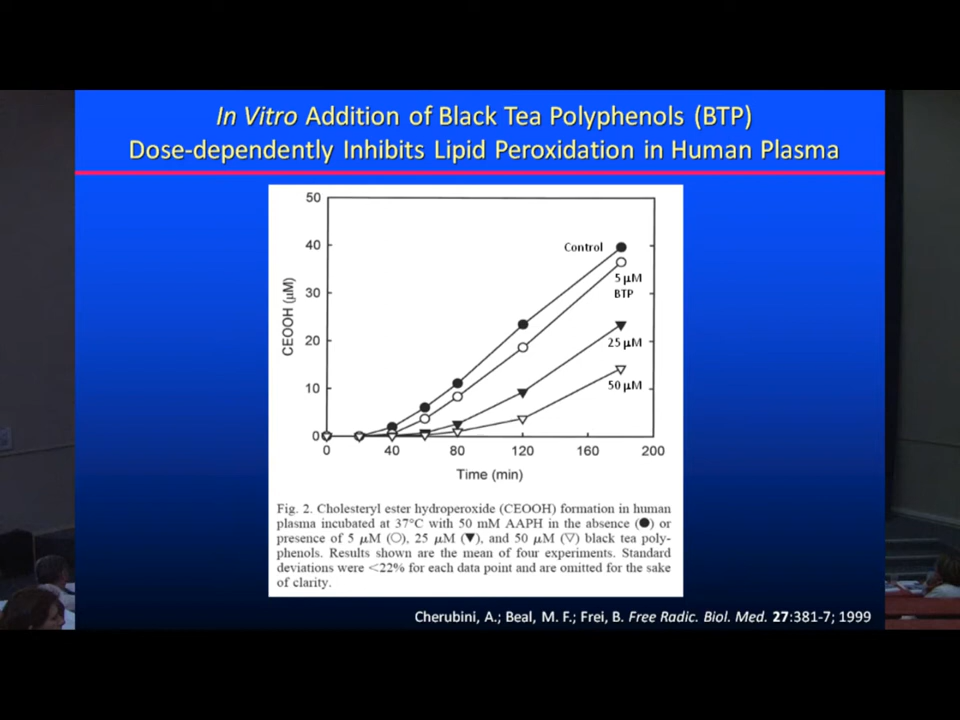 In Vitro Addition of Black Tea Polyphenols (BTP)
Dose-dependently Inhibits Lipid Peroxidation in Human Plasma
50
40
30
20
10
0
CEOOH (μM)
Control
5 μM
BTP
25 μM
50 μM
0 40 80 120 160 200
Time (min)
Fig. 2. Cholesteryl ester hydroperoxide (CEOOH) formation in human
plasma incubated at 37°C with 50 mM AAPH in the absence (●) or
presence of 5 μM (○), 25 μM (▼), and 50 μM (▽) black tea poly-
phenols. Results shown are the mean of four experiments. Standard
deviations were <22% for each data point and are omitted for the sake
of clarity.
Cherubini, A.; Beal, M. F.; Frei, B. Free Radic. Biol. Med. 27:381-7; 1999